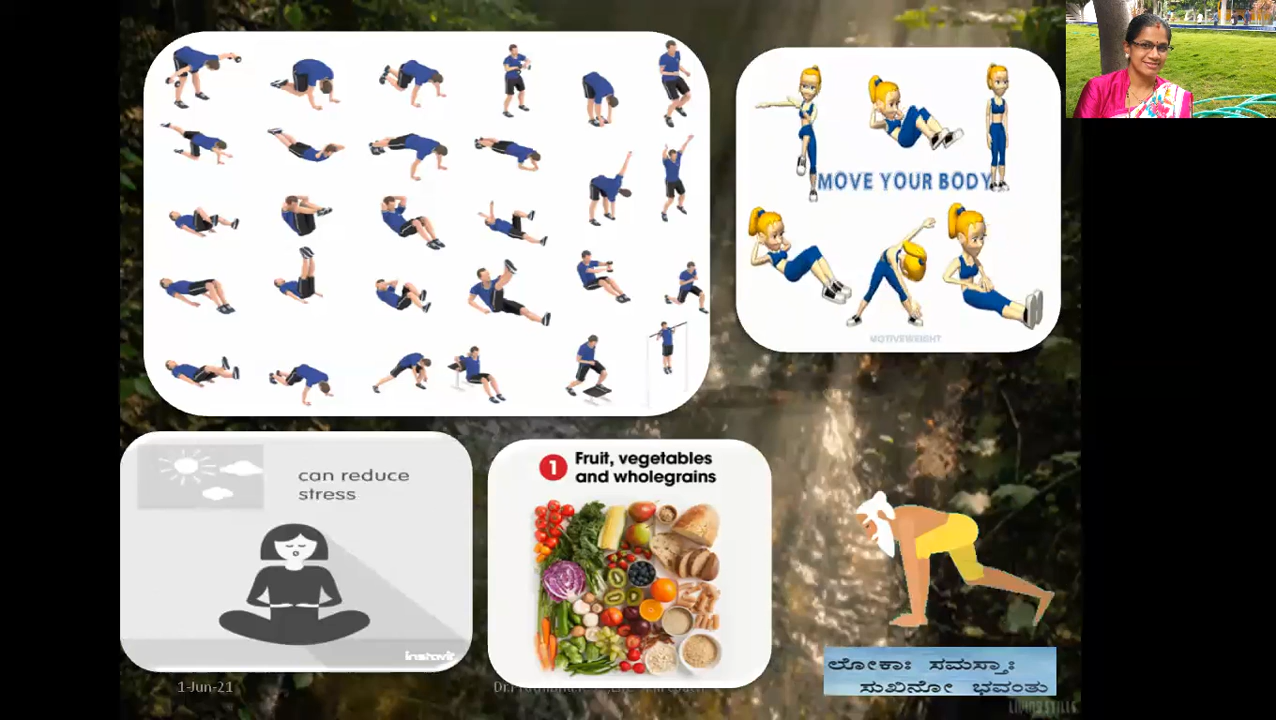 MOVE YOUR BODY
MOTIVEWEIGHT
can reduce
stress
instavit
1
Fruit, vegetables
and wholegrains
ಲೋಕಾಃ ಸಮಸ್ತಾಃ
ಸುಖಿನೋ ಭವಂತು
1-Jun-21